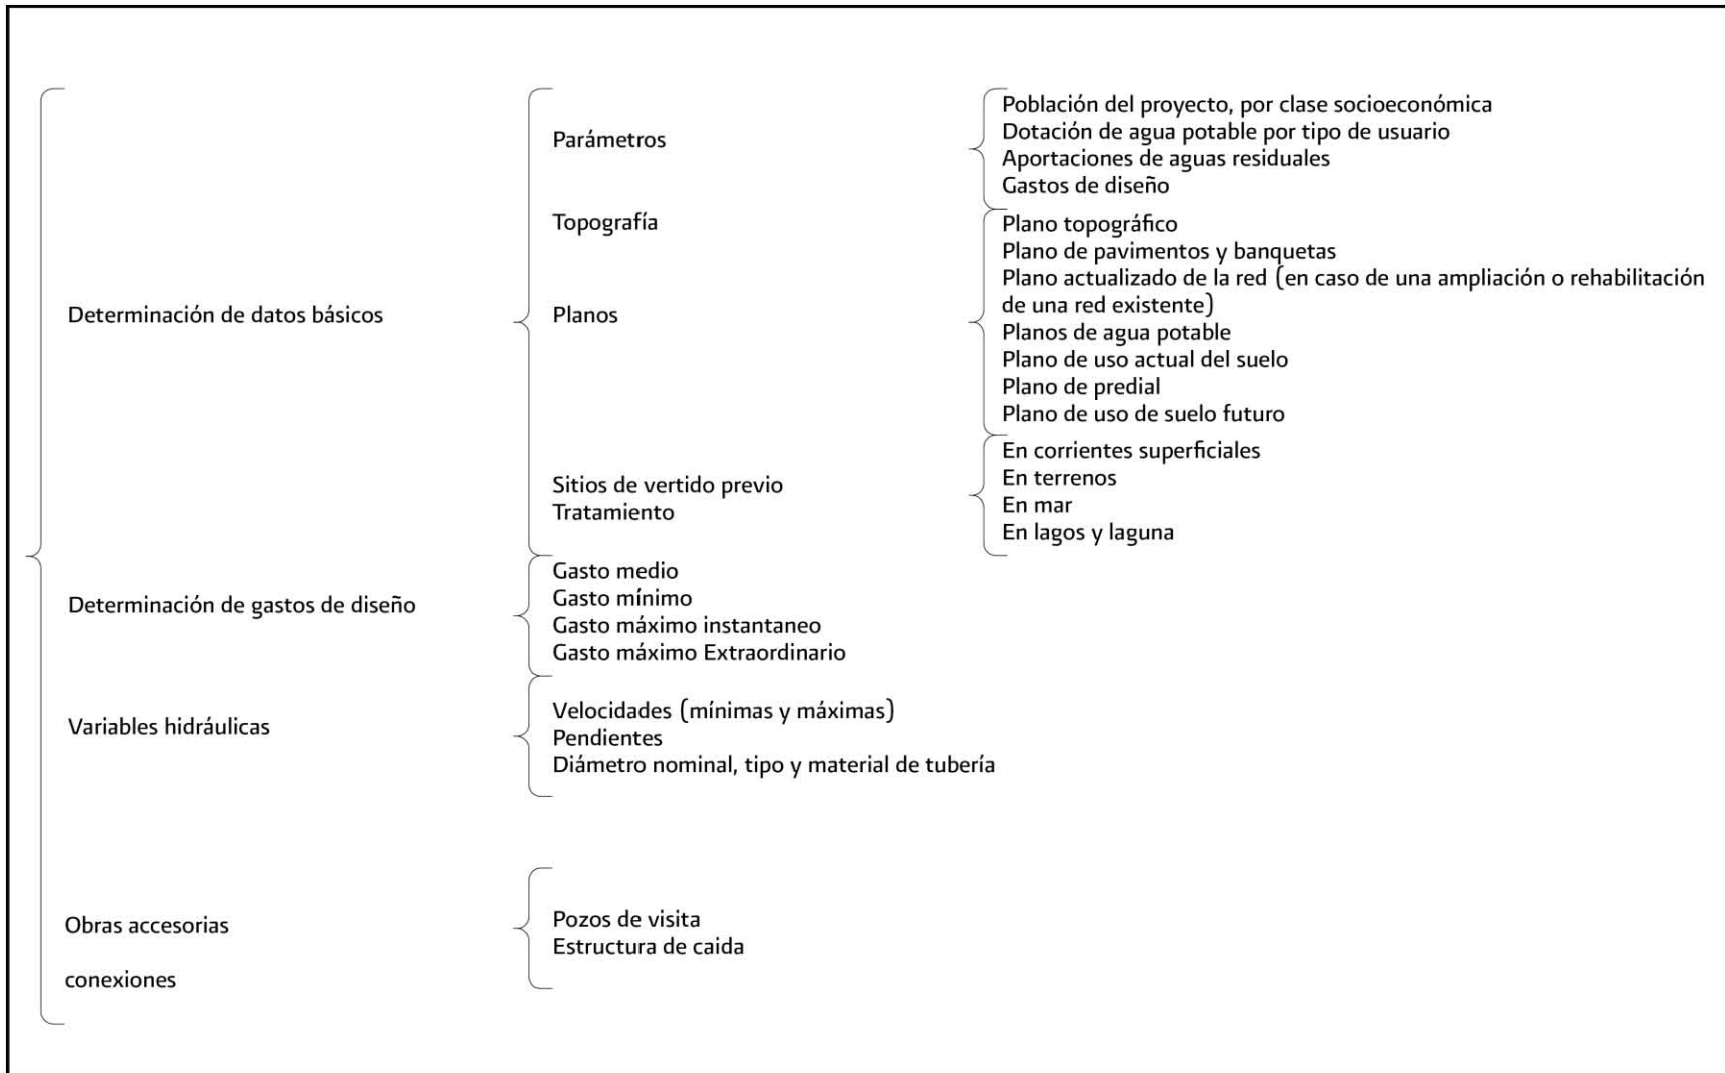 Determinación de datos básicos
Parámetros
Población del proyecto, por clase socioeconómica
Dotación de agua potable por tipo de usuario
Aportaciones de aguas residuales
Gastos de diseño
Topografía
Planos
Plano topográfico
Plano de pavimentos y banquetas
Plano actualizado de la red (en caso de una ampliación o rehabilitación
de una red existente)
Planos de agua potable
Plano de uso actual del suelo
Plano de predial
Plano de uso de suelo futuro
Sitios de vertido previo
Tratamiento
En corrientes superficiales
En terrenos
En mar
En lagos y laguna
Determinación de gastos de diseño
Gasto medio
Gasto mínimo
Gasto máximo instantaneo
Gasto máximo Extraordinario
Variables hidráulicas
Velocidades (mínimas y máximas)
Pendientes
Diámetro nominal, tipo y material de tubería
Obras accesorias
conexiones
Pozos de visita
Estructura de caida